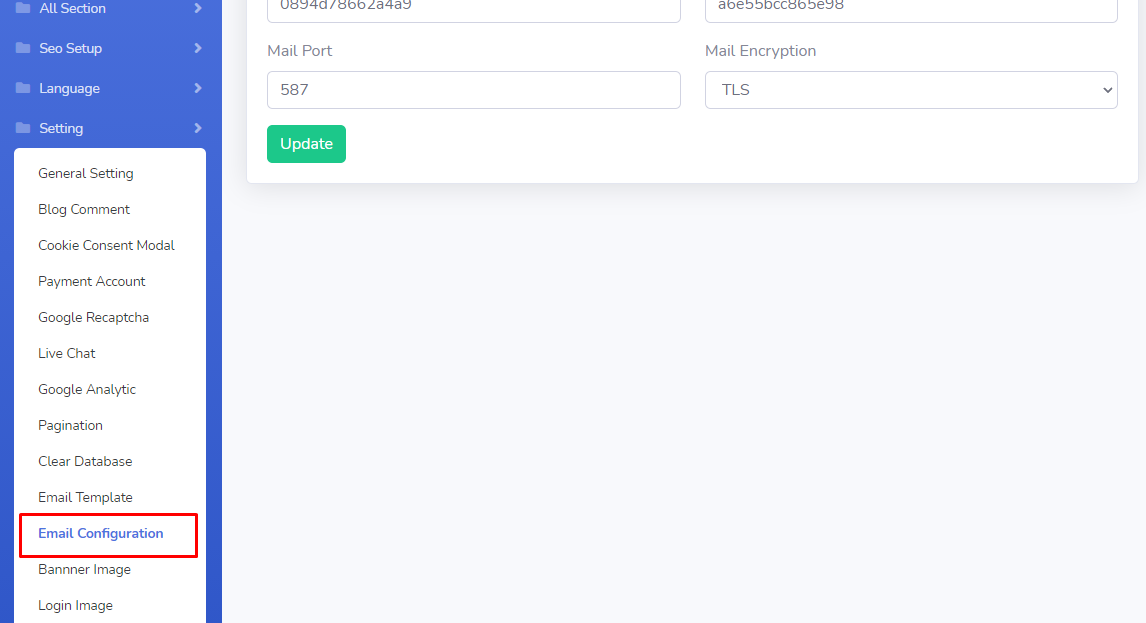 All Section
Seo Setup
Language
Setting
General Setting
Blog Comment
Cookie Consent Modal
Payment Account
Google Recaptcha
Live Chat
Google Analytic
Pagination
Clear Database
Email Template
Email Configuration
Bannner Image
Login Image
0894d78662a4a9
a6e55bcc865e98
Mail Port
Mail Encryption
587
TLS
Update